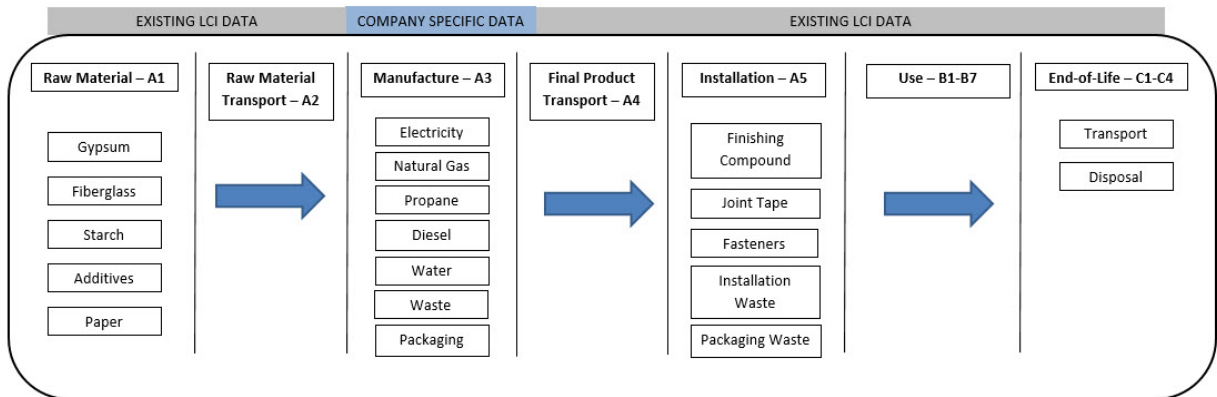 EXISTING LCI DATA
COMPANY SPECIFIC DATA
EXISTING LCI DATA
Raw Material – A1
Gypsum
Fiberglass
Starch
Additives
Paper
Raw Material
Transport – A2
Manufacture – A3
Electricity
Natural Gas
Propane
Diesel
Water
Waste
Packaging
Final Product
Transport – A4
Installation – A5
Finishing
Compound
Joint Tape
Fasteners
Installation
Waste
Packaging Waste
Use – B1-B7
End-of-Life – C1-C4
Transport
Disposal